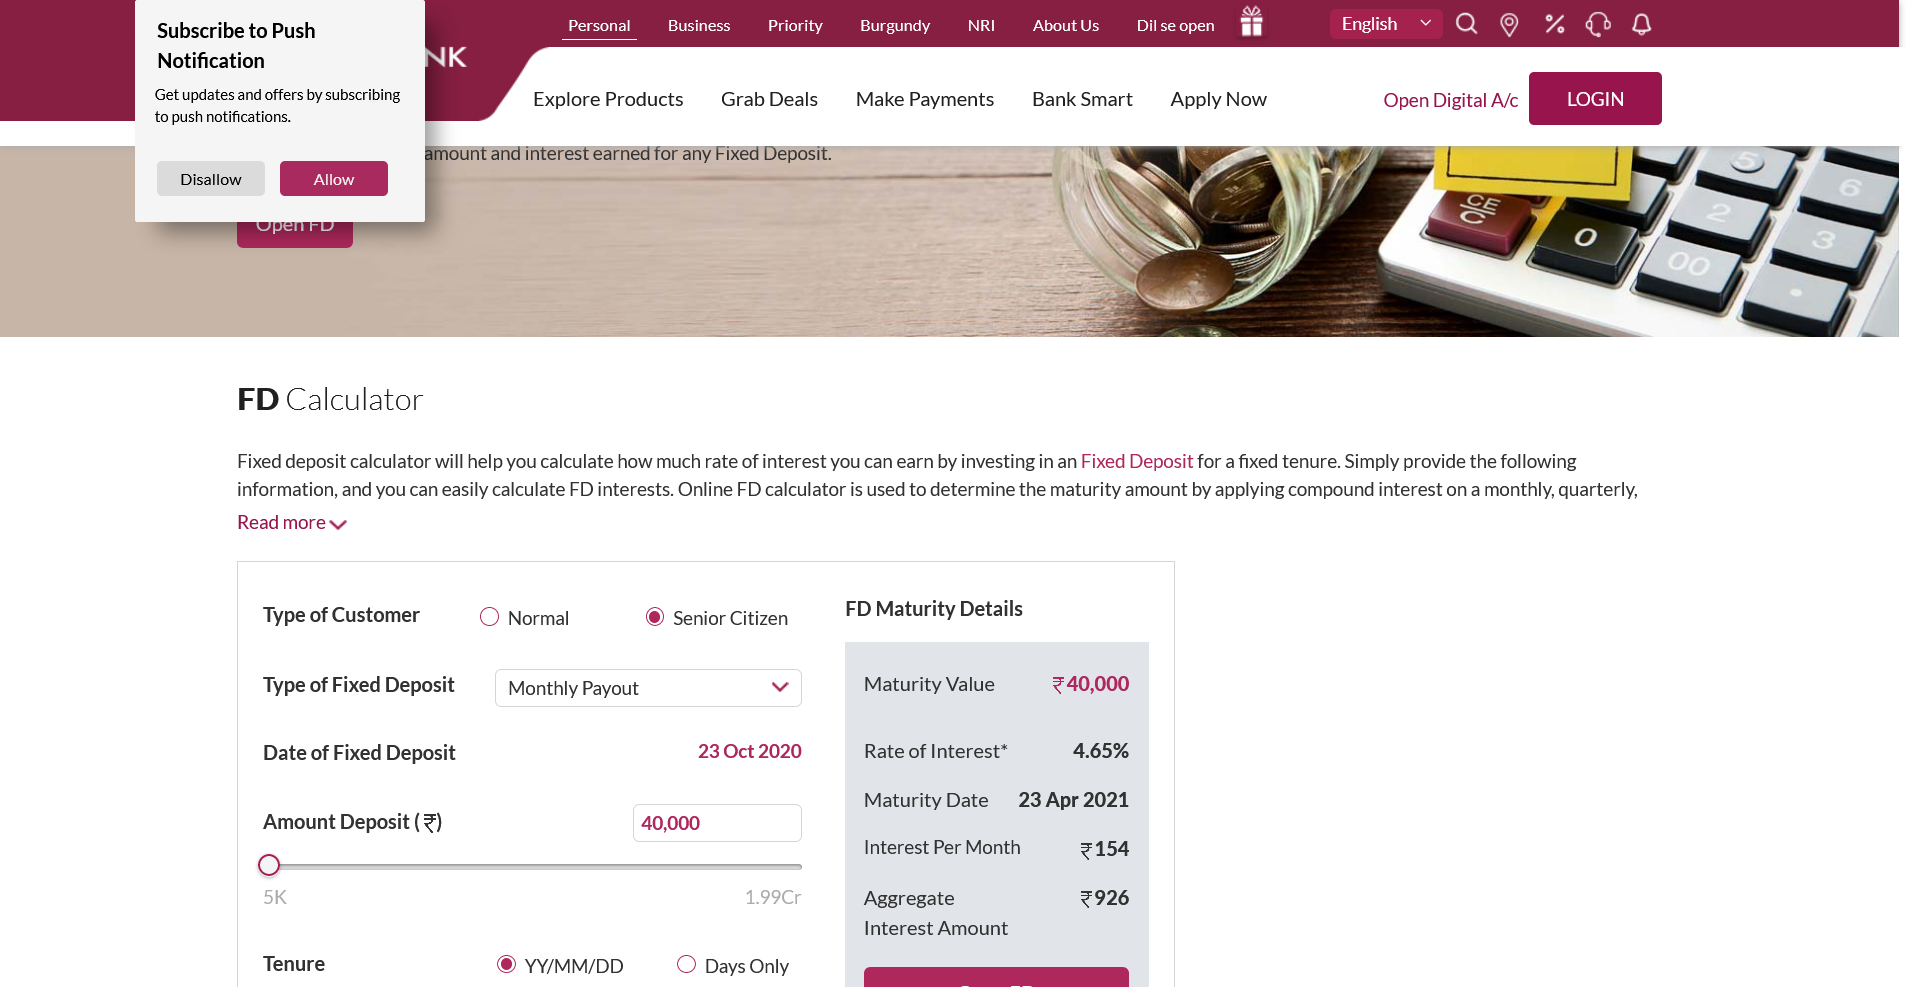 Subscribe to Push
Notification
Get updates and offers by subscribing
to push notifications.
Disallow
Allow
Personal
Business
Priority
Burgundy
NRI
About Us
Dil se open
English
NK
Explore Products
Grab Deals
Make Payments
Bank Smart
Apply Now
Open Digital A/c
LOGIN
amount and interest earned for any Fixed Deposit.
Open FD
CE
C
0
00
2
3
5
6
FD Calculator
Fixed deposit calculator will help you calculate how much rate of interest you can earn by investing in an Fixed Deposit for a fixed tenure. Simply provide the following
information, and you can easily calculate FD interests. Online FD calculator is used to determine the maturity amount by applying compound interest on a monthly, quarterly,
Read more
Type of Customer
Normal
Senior Citizen
Type of Fixed Deposit
Monthly Payout
Date of Fixed Deposit
23 Oct 2020
Amount Deposit ( ₹)
40,000
5K
1.99Cr
Tenure
YY/MM/DD
Days Only
FD Maturity Details
Maturity Value
₹40,000
Rate of Interest*
4.65%
Maturity Date
23 Apr 2021
Interest Per Month
₹154
Aggregate
Interest Amount
₹926